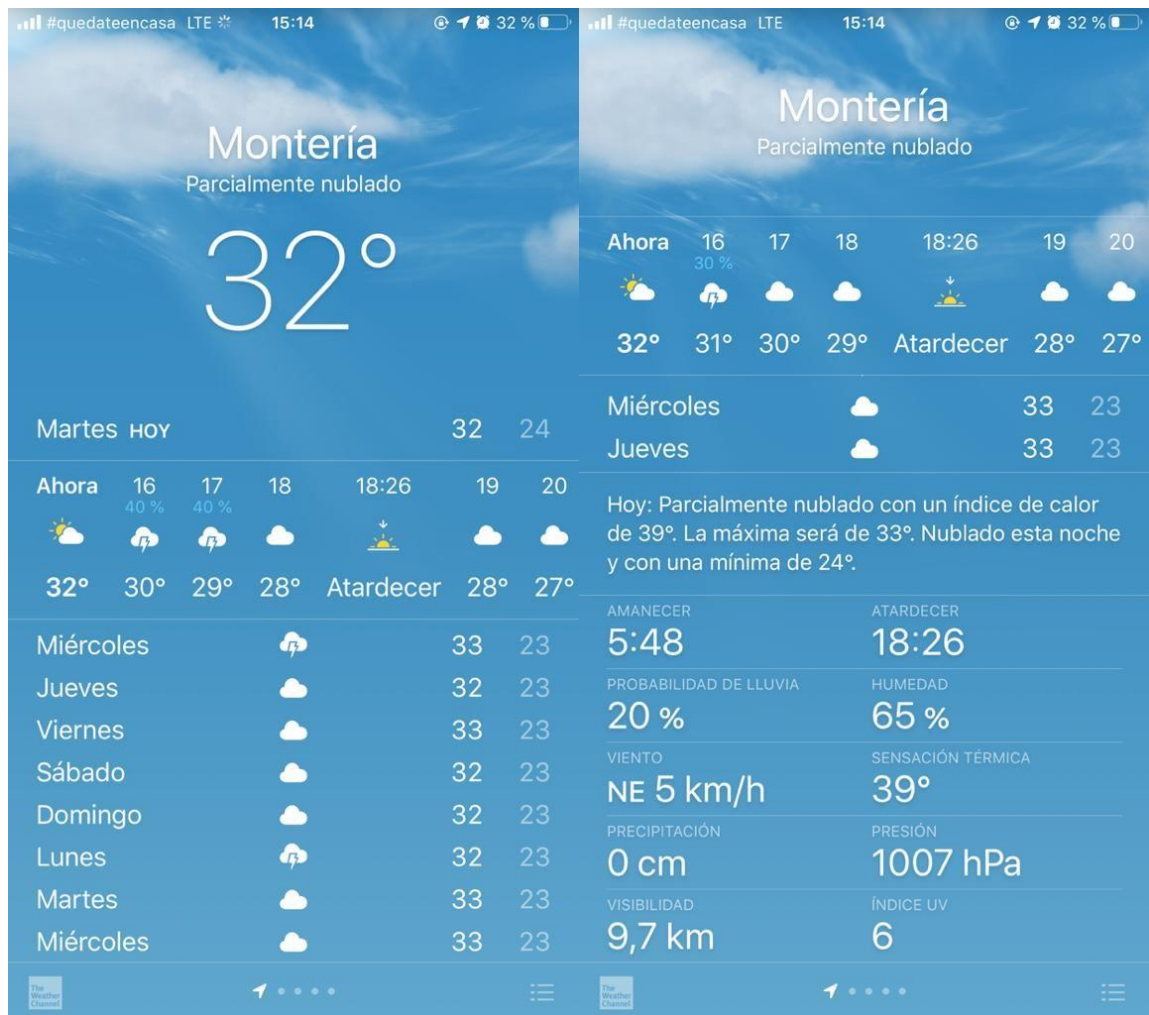 #quedateencasa LTE 15:14 32 %
Montería
Parcialmente nublado
32°
Martes HOY 32 24
Ahora 16 17 18 18:26 19 20
40 % 40 %
32° 30° 29° 28° Atardecer 28° 27°
Miércoles 33 23
Jueves 32 23
Viernes 33 23
Sábado 32 23
Domingo 32 23
Lunes 32 23
Martes 33 23
Miércoles 33 23
The
Weather
Channel
#quedateencasa LTE 15:14 32 %
Montería
Parcialmente nublado
Ahora 16 17 18 18:26 19 20
30 %
32° 31° 30° 29° Atardecer 28° 27°
Miércoles 33 23
Jueves 33 23
Hoy: Parcialmente nublado con un índice de calor
de 39°. La máxima será de 33°. Nublado esta noche
y con una mínima de 24°.
AMANECER ATARDECER
5:48 18:26
PROBABILIDAD DE LLUVIA HUMEDAD
20 % 65 %
VIENTO SENSACIÓN TÉRMICA
NE 5 km/h 39°
PRECIPITACIÓN PRESIÓN
0 cm 1007 hPa
VISIBILIDAD ÍNDICE UV
9,7 km 6
The
Weather
Channel